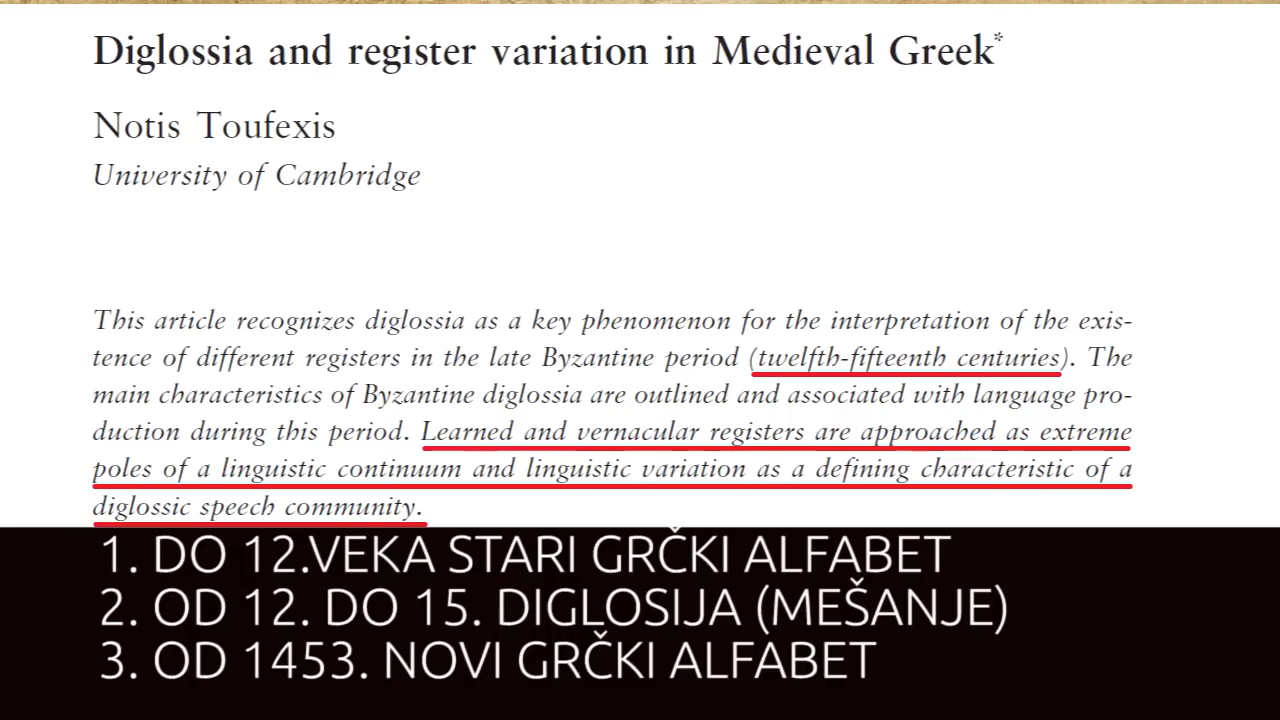 Diglossia and register variation in Medieval Greek*
Notis Toufexis
University of Cambridge
This article recognizes diglossia as a key phenomenon for the interpretation of the exis-
tence of different registers in the late Byzantine period (twelfth-fifteenth centuries). The
main characteristics of Byzantine diglossia are outlined and associated with language pro-
duction during this period. Learned and vernacular registers are approached as extreme
poles of a linguistic continuum and linguistic variation as a defining characteristic of a
diglossic speech community.
1. DO 12.VEKA STARI GRČKI ALFABET
2. OD 12. DO 15. DIGLOSIJA (MEŠANJE)
3. OD 1453. NOVI GRČKI ALFABET